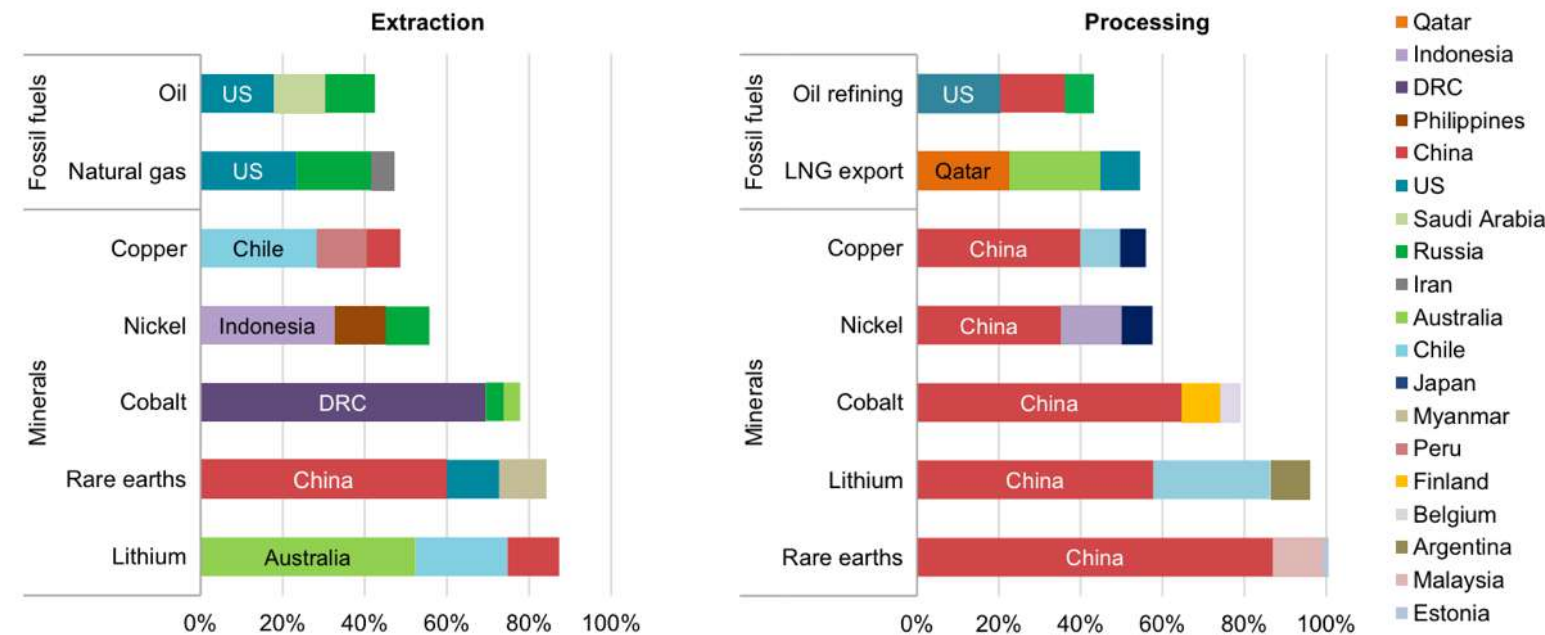 Extraction
Fossil fuels
Oil
US
Natural gas
US
Minerals
Copper
Chile
Nickel
Indonesia
Cobalt
DRC
Rare earths
China
Lithium
Australia
0% 20% 40% 60% 80% 100%
Processing
Fossil fuels
Oil refining
US
LNG export
Qatar
Minerals
Copper
China
Nickel
China
Cobalt
China
Lithium
China
Rare earths
China
0% 20% 40% 60% 80% 100%
Qatar
Indonesia
DRC
Philippines
China
US
Saudi Arabia
Russia
Iran
Australia
Chile
Japan
Myanmar
Peru
Finland
Belgium
Argentina
Malaysia
Estonia